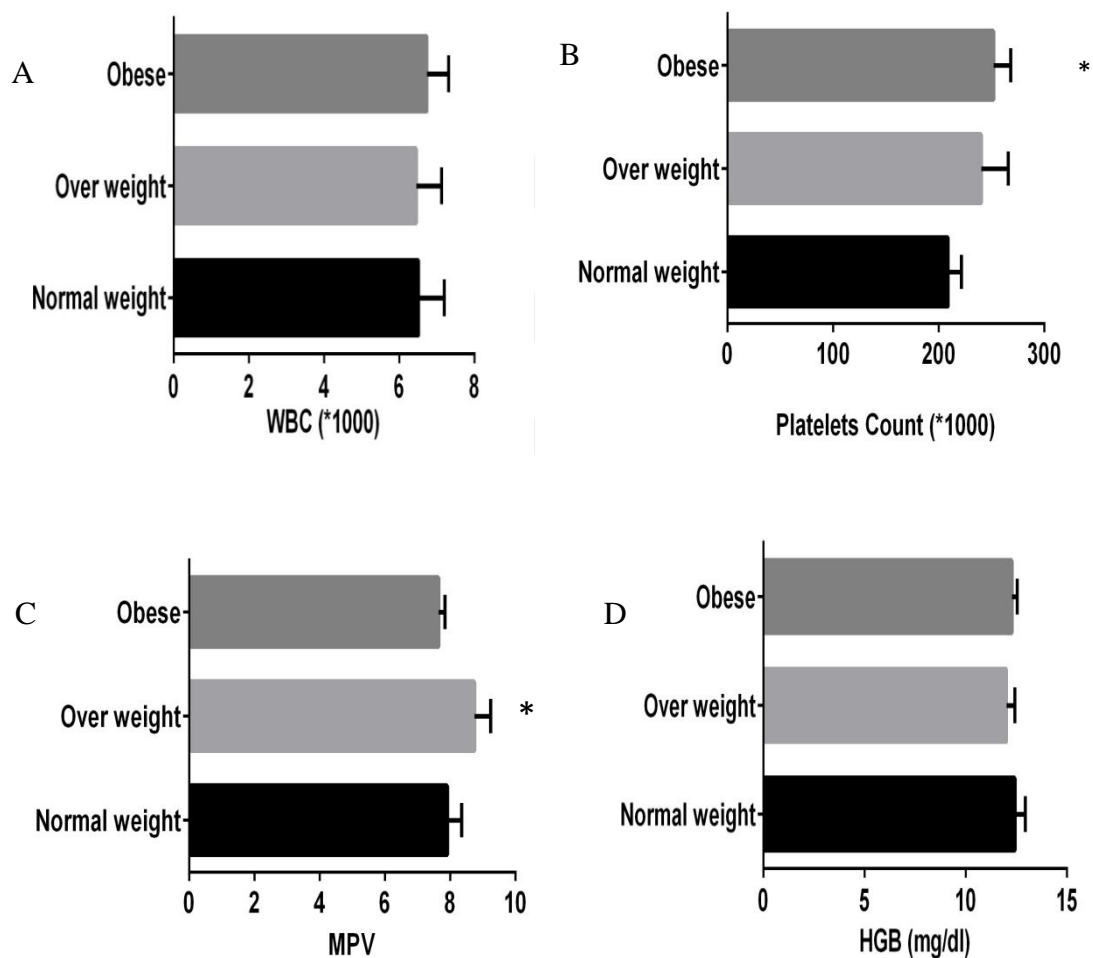 A
Obese
Over weight
Normal weight
0 2 4 6 8
WBC (*1000)
B
Obese
*
Over weight
Normal weight
0 100 200 300
Platelets Count (*1000)
C
Obese
Over weight
*
Normal weight
0 2 4 6 8 10
MPV
D
Obese
Over weight
Normal weight
0 5 10 15
HGB (mg/dl)